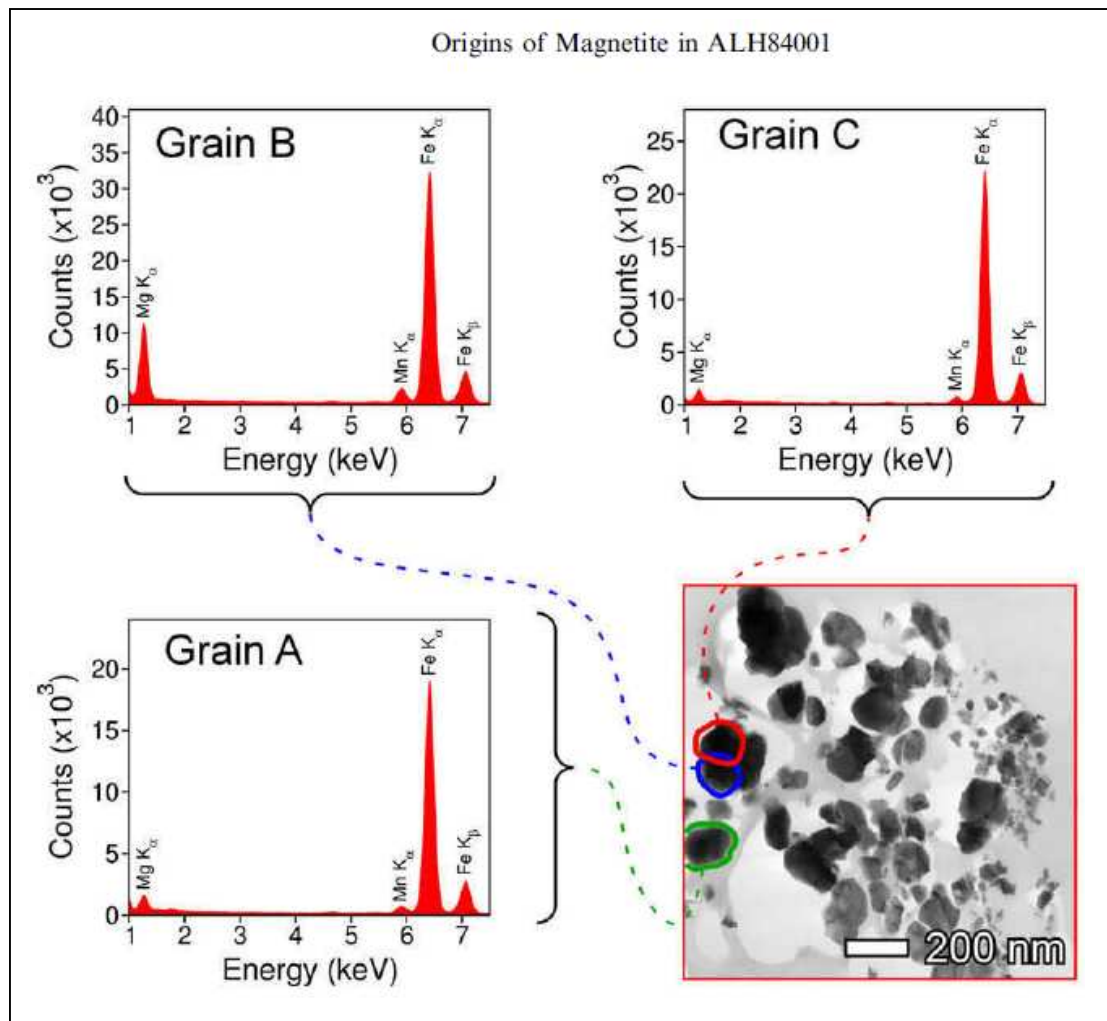 Origins of Magnetite in ALH84001
Grain B
Counts (x10³)
40
35
30
25
20
15
10
5
0
Mg Kα
Mn Kα
Fe Kα
Fe Kβ
1 2 3 4 5 6 7
Energy (keV)
Grain C
Counts (x10³)
25
20
15
10
5
0
Mg Kα
Mn Kα
Fe Kα
Fe Kβ
1 2 3 4 5 6 7
Energy (keV)
Grain A
Counts (x10³)
20
15
10
5
0
Mg Kα
Mn Kα
Fe Kα
Fe Kβ
1 2 3 4 5 6 7
Energy (keV)
200 nm